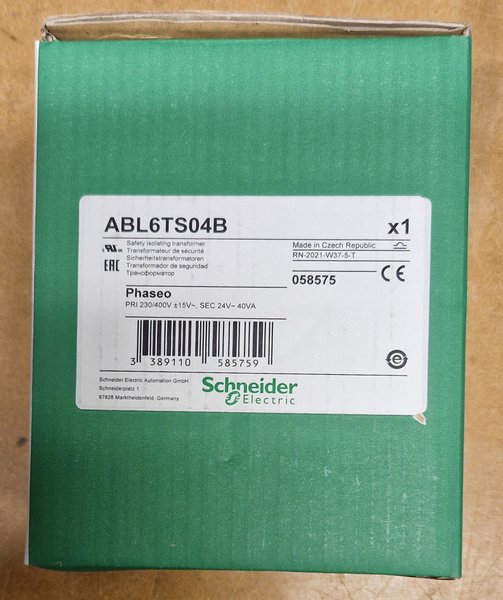 ABL6TS04B x1
Safety isolating transformer
Transformateur de sécurité
Sicherheitstransformatoren
Transformador de seguridad
Трансформатор
Made in Czech Republic
RN-2021-W37-5-T
058575
Phaseo
PRI 230/400V ±15V~, SEC 24V~ 40VA
3 389110 585759
Schneider Electric Automation GmbH
Schneiderplatz 1
97828 Marktheidenfeld, Germany
Schneider
Electric